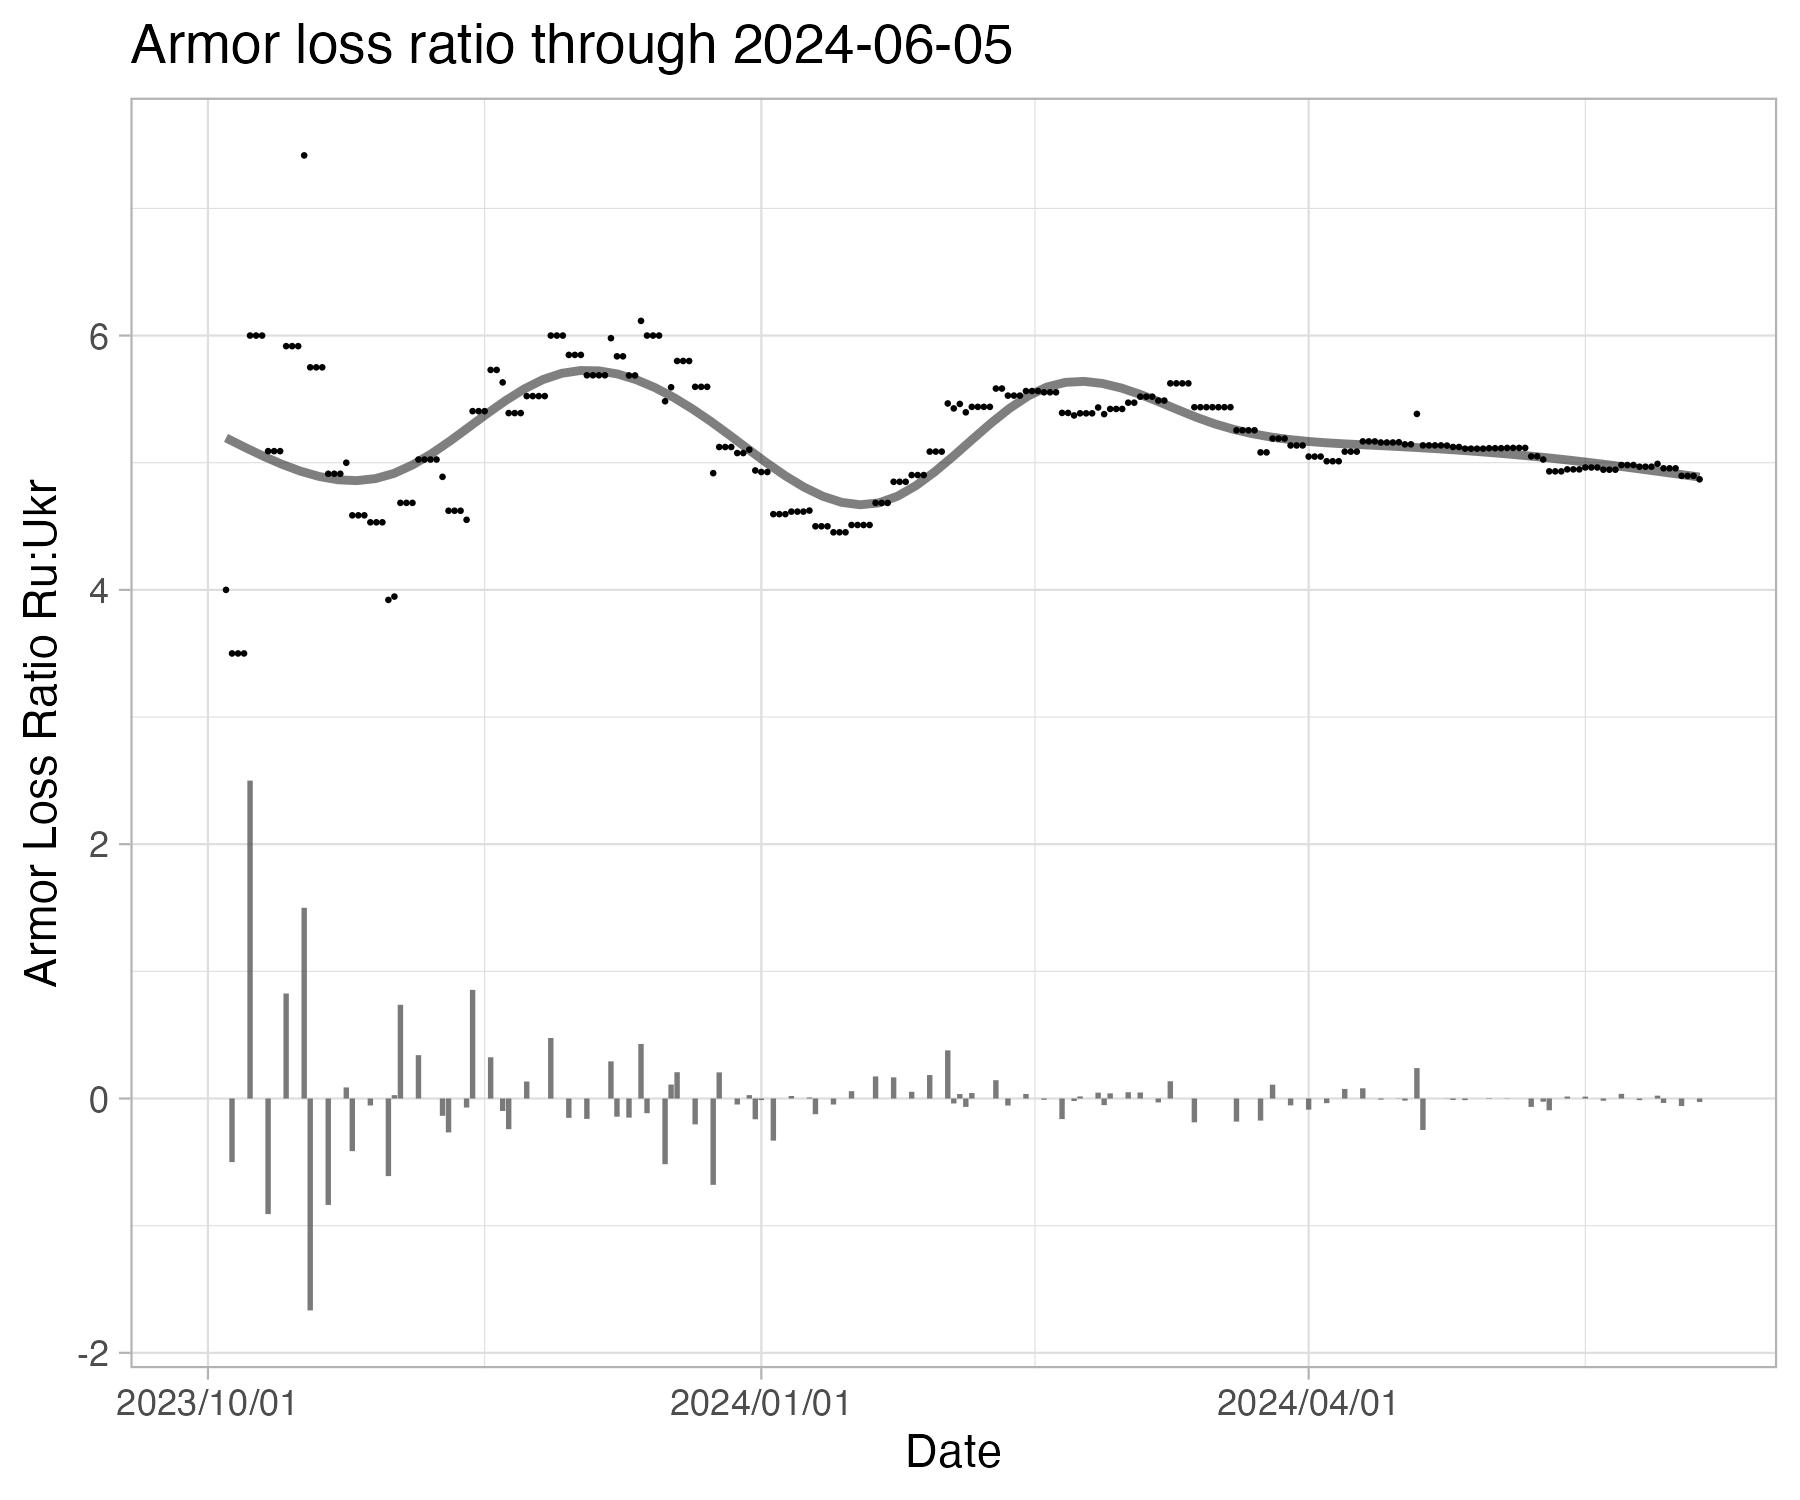 Armor loss ratio through 2024-06-05
Armor Loss Ratio Ru:Ukr
6
4
2
0
-2
2023/10/01
2024/01/01
2024/04/01
Date